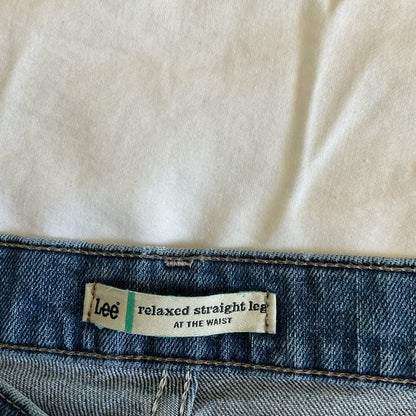 Lee® relaxed straight leg
AT THE WAIST